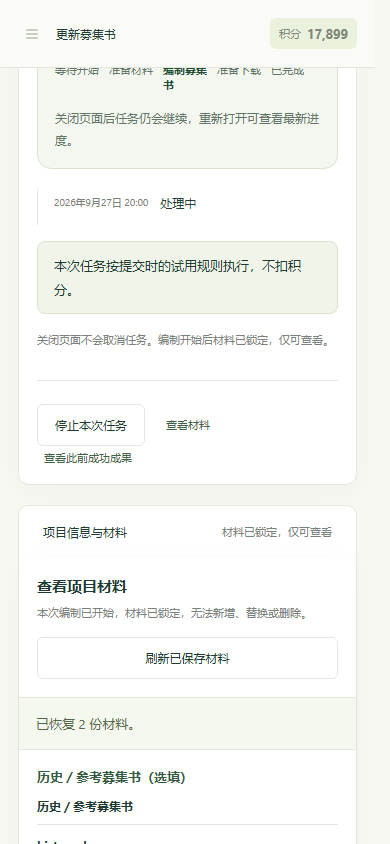 更新募集书
积分 17,899
等待开始 准备材料 编制募集书 准备下载 已完成
关闭页面后任务仍会继续，重新打开可查看最新进
度。
2026年9月27日 20:00 处理中
本次任务按提交时的试用规则执行，不扣积
分。
关闭页面不会取消任务。编制开始后材料已锁定，仅可查看。
停止本次任务 查看材料
查看此前成功成果
项目信息与材料 材料已锁定，仅可查看
查看项目材料
本次编制已开始，材料已锁定，无法新增、替换或删除。
刷新已保存材料
已恢复 2 份材料。
历史 / 参考募集书（选填）
历史 / 参考募集书